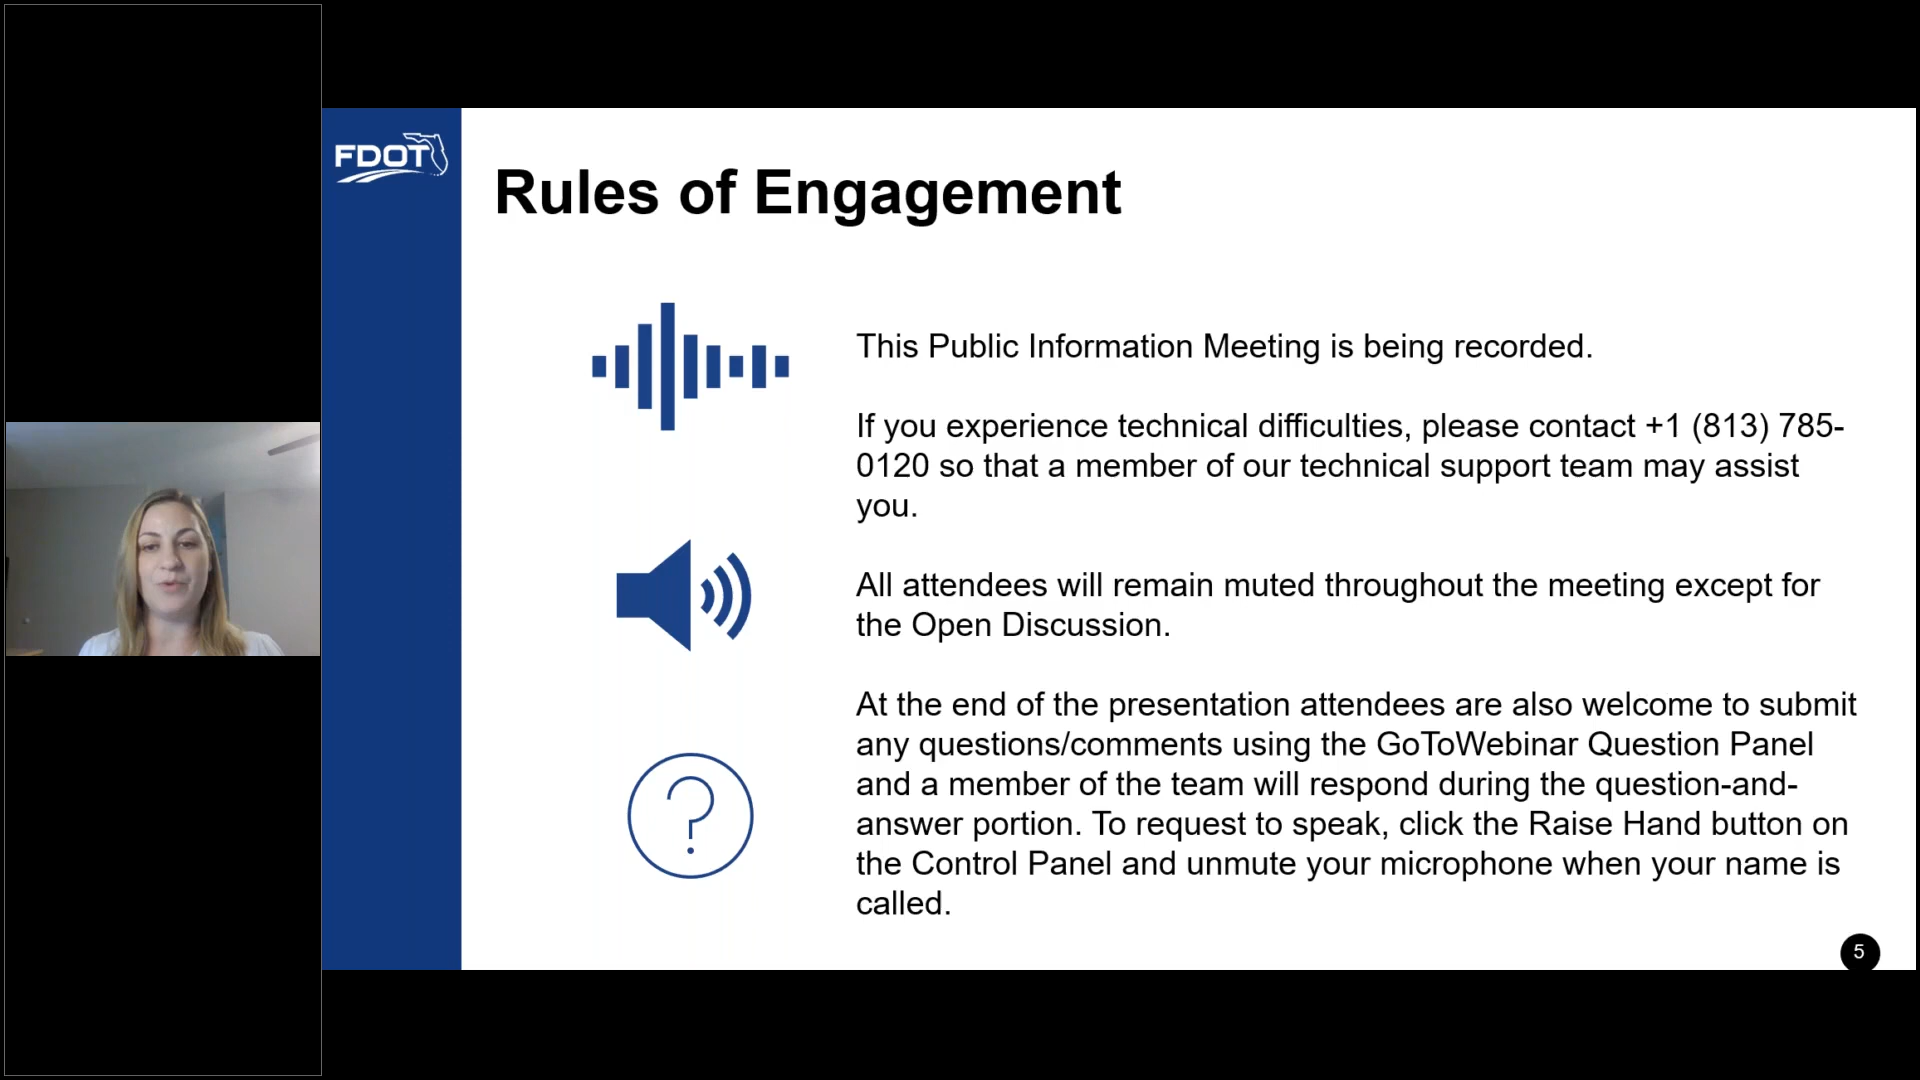 FDOT
Rules of Engagement
This Public Information Meeting is being recorded.
If you experience technical difficulties, please contact +1 (813) 785-
0120 so that a member of our technical support team may assist
you.
All attendees will remain muted throughout the meeting except for
the Open Discussion.
At the end of the presentation attendees are also welcome to submit
any questions/comments using the GoToWebinar Question Panel
and a member of the team will respond during the question-and-
answer portion. To request to speak, click the Raise Hand button on
the Control Panel and unmute your microphone when your name is
called.
5